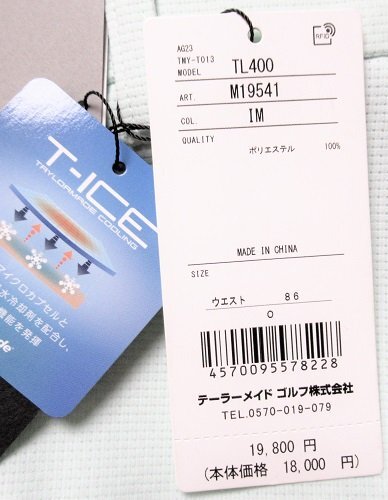 RFID
AG23
TMY-T013
MODEL TL400
ART. M19541
COL. IM
QUALITY
ポリエステル 100%
MADE IN CHINA
SIZE
ウエスト 86
O
4570095578228
テーラーメイド ゴルフ株式会社
TEL.0570-019-079
19,800 円
(本体価格 18,000 円)
T-ICE
TAYLORMADE COOLING
イクロカプセルと
水冷却剤を配合し、
機能を発揮
de